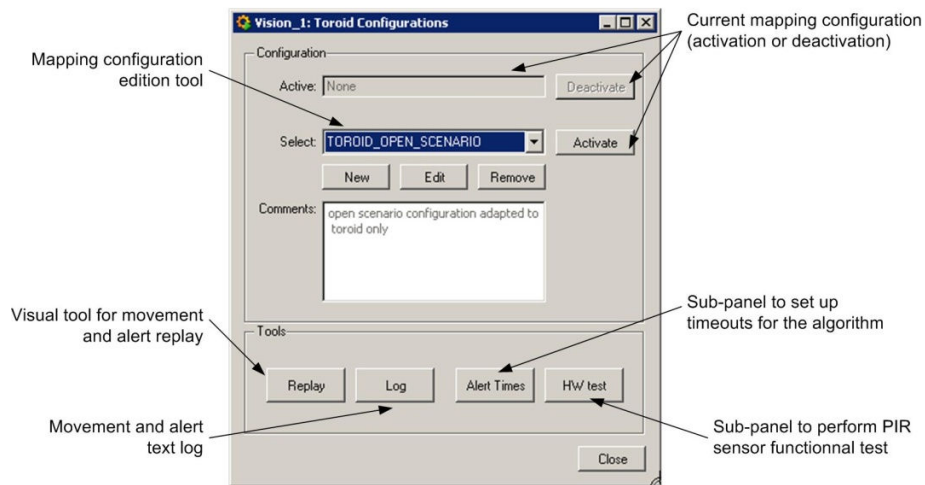 Vision_1: Toroid Configurations
Current mapping configuration
(activation or deactivation)
Mapping configuration
edition tool
Configuration
Active: None Deactivate
Select: TOROID_OPEN_SCENARIO Activate
New Edit Remove
Comments: open scenario configuration adapted to
toroid only
Visual tool for movement
and alert replay
Sub-panel to set up
timeouts for the algorithm
Tools
Replay Log Alert Times HW test
Movement and alert
text log
Sub-panel to perform PIR
sensor functionnal test
Close